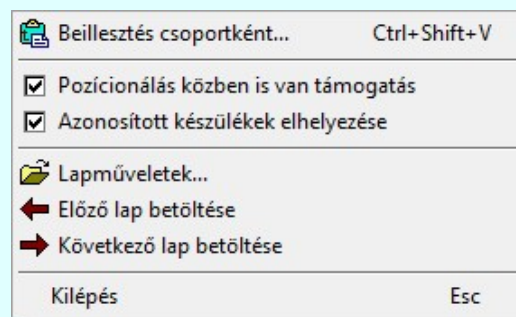 Beillesztés csoportként... Ctrl+Shift+V
Pozícionálás közben is van támogatás
Azonosított készülékek elhelyezése
Lapműveletek...
Előző lap betöltése
Következő lap betöltése
Kilépés Esc